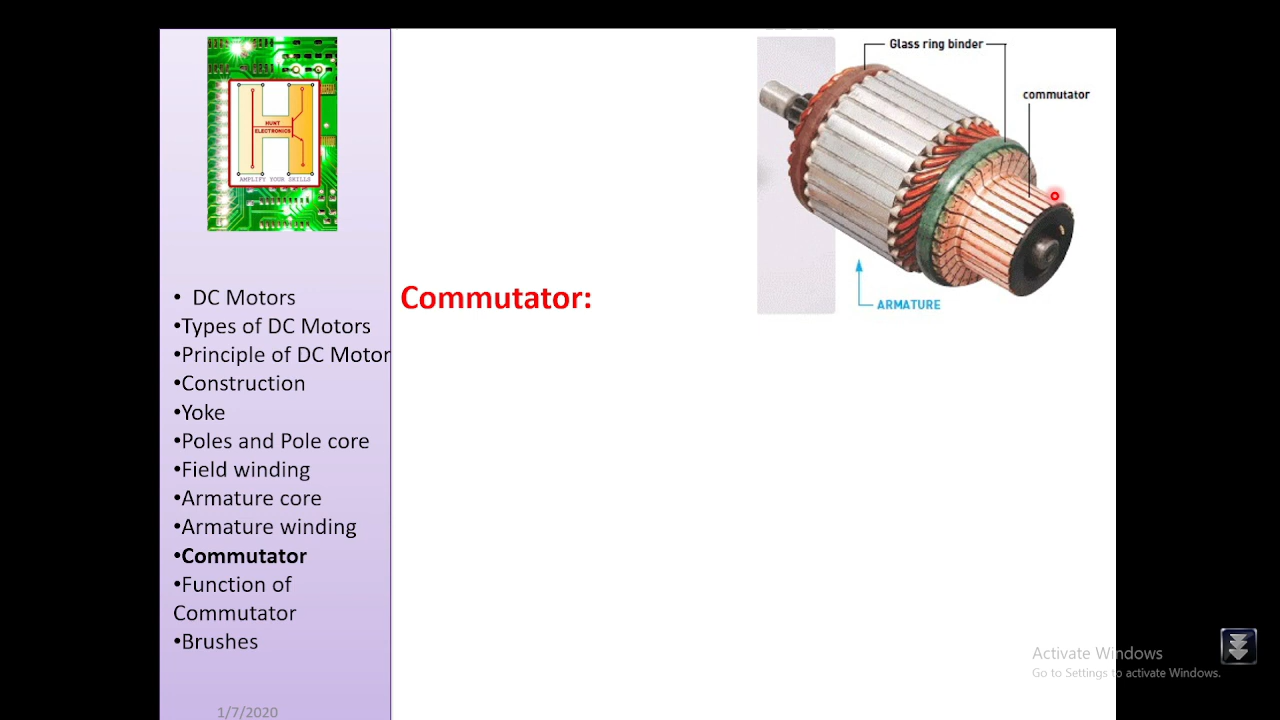 HUNT
ELECTRONICS
AMPLIFY YOUR SKILLS
• DC Motors
•Types of DC Motors
•Principle of DC Motor
•Construction
•Yoke
•Poles and Pole core
•Field winding
•Armature core
•Armature winding
•Commutator
•Function of
Commutator
•Brushes
1/7/2020
Glass ring binder
commutator
ARMATURE
Commutator:
Activate Windows
Go to Settings to activate Windows.